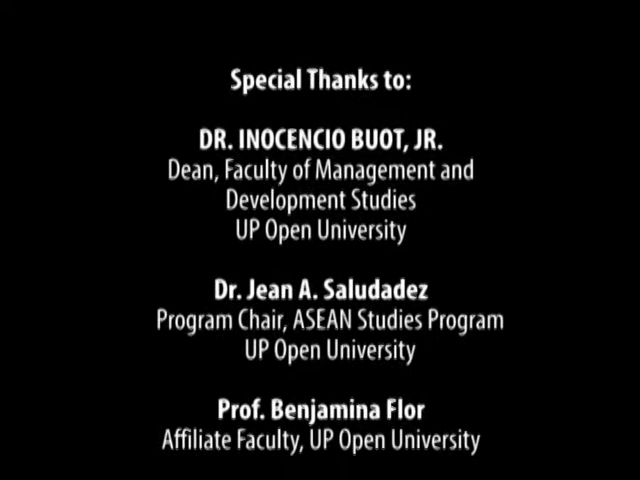 Special Thanks to:
DR. INOCENCIO BUOT, JR.
Dean, Faculty of Management and
Development Studies
UP Open University
Dr. Jean A. Saludadez
Program Chair, ASEAN Studies Program
UP Open University
Prof. Benjamina Flor
Affiliate Faculty, UP Open University